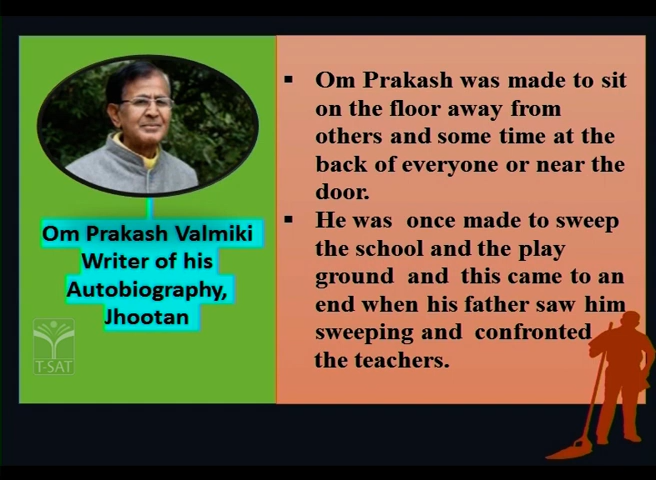 Om Prakash Valmiki
Writer of his
Autobiography,
Jhootan
T-SAT
▪ Om Prakash was made to sit
on the floor away from
others and some time at the
back of everyone or near the
door.
▪ He was once made to sweep
the school and the play
ground and this came to an
end when his father saw him
sweeping and confronted
the teachers.